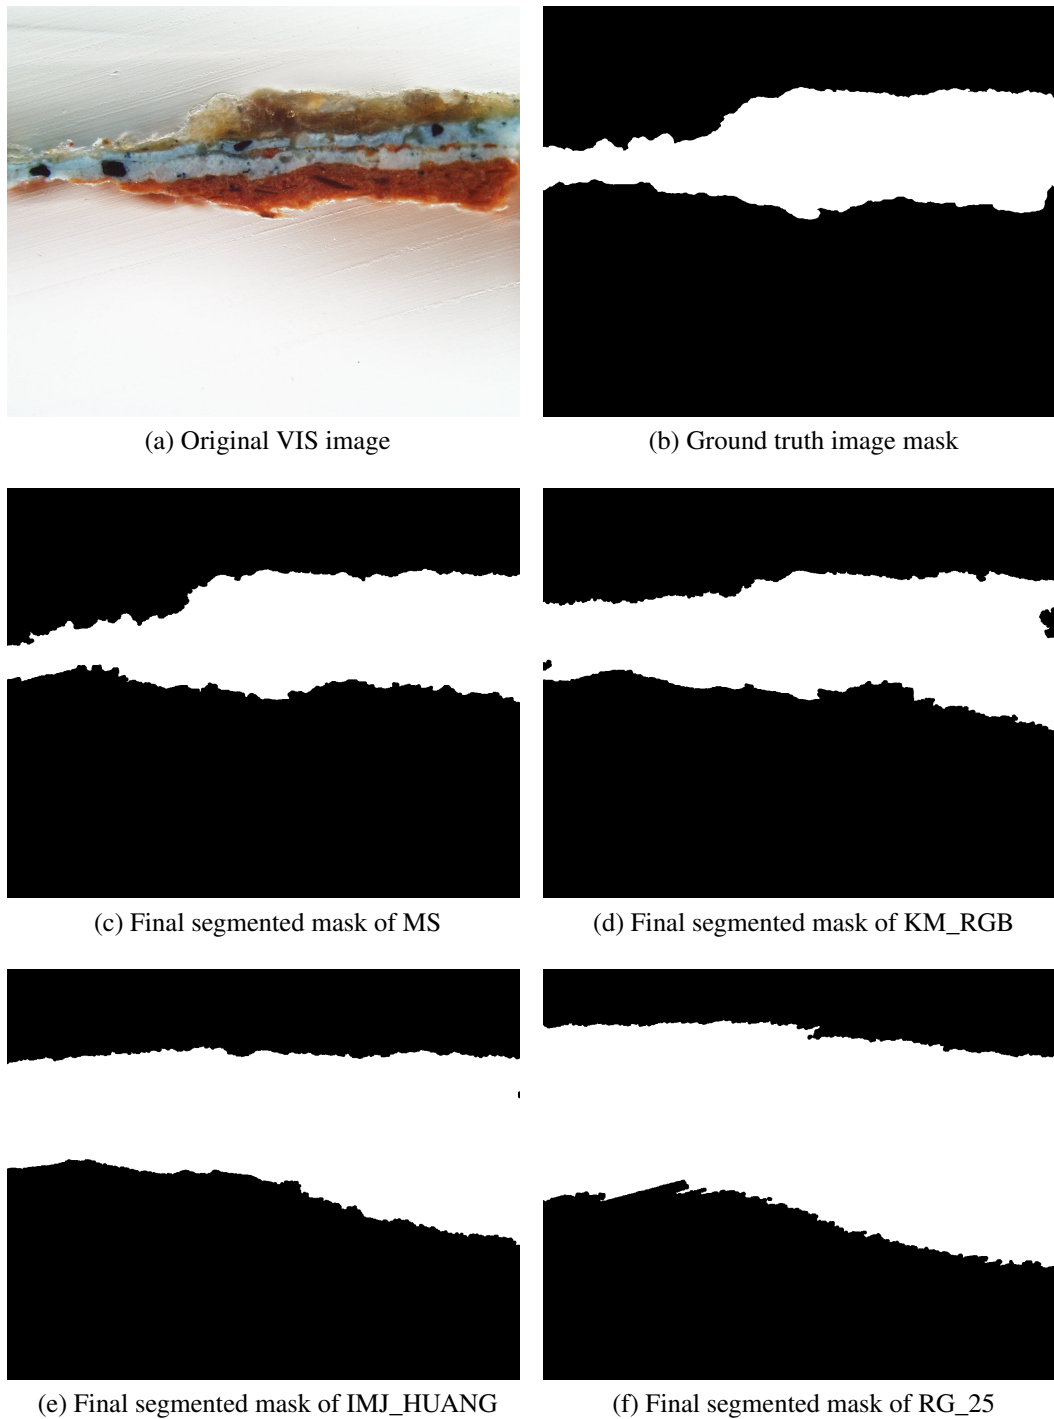 (a) Original VIS image
(b) Ground truth image mask
(c) Final segmented mask of MS
(d) Final segmented mask of KM_RGB
(e) Final segmented mask of IMJ_HUANG
(f) Final segmented mask of RG_25